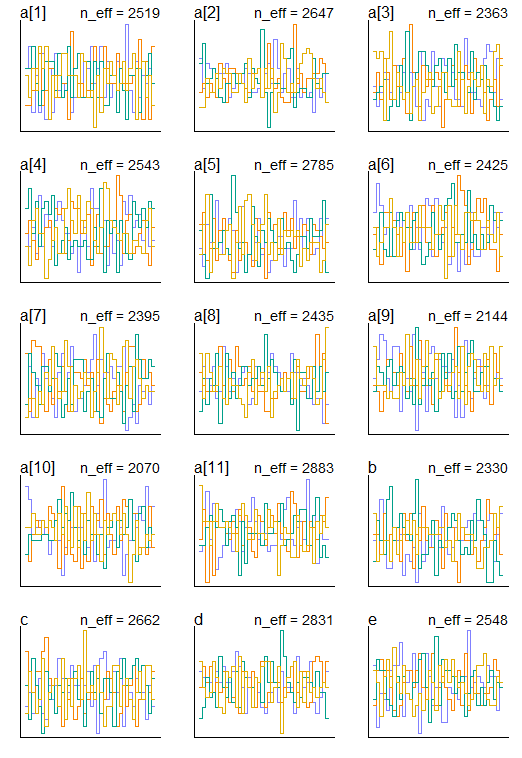 a[1] n_eff = 2519 a[2] n_eff = 2647 a[3] n_eff = 2363
a[4] n_eff = 2543 a[5] n_eff = 2785 a[6] n_eff = 2425
a[7] n_eff = 2395 a[8] n_eff = 2435 a[9] n_eff = 2144
a[10] n_eff = 2070 a[11] n_eff = 2883 b n_eff = 2330
c n_eff = 2662 d n_eff = 2831 e n_eff = 2548